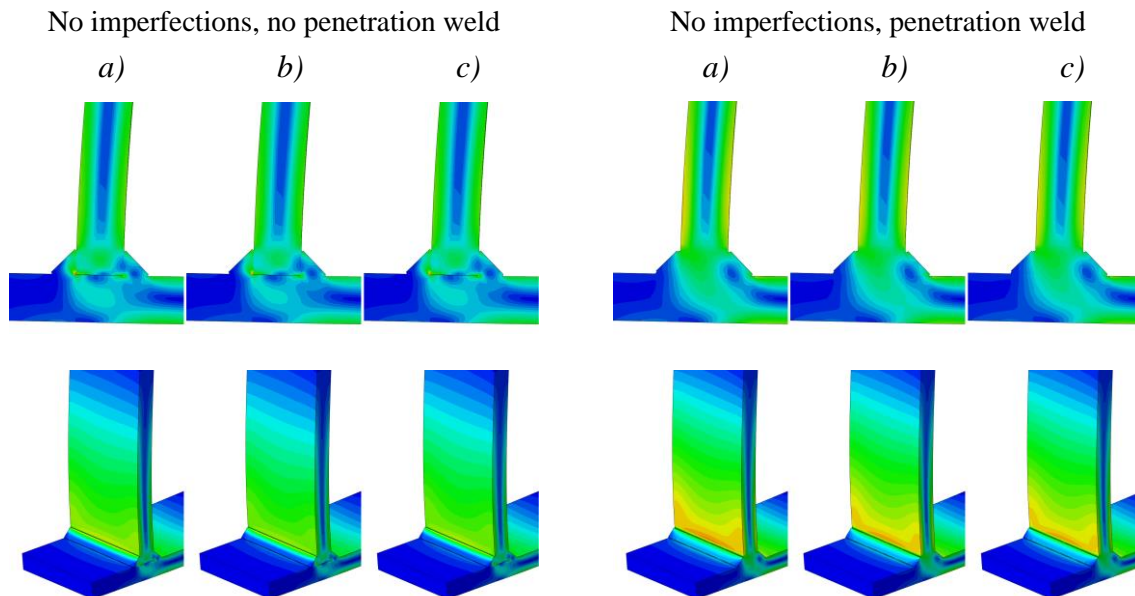 No imperfections, no penetration weld
a) b) c)
No imperfections, penetration weld
a) b) c)